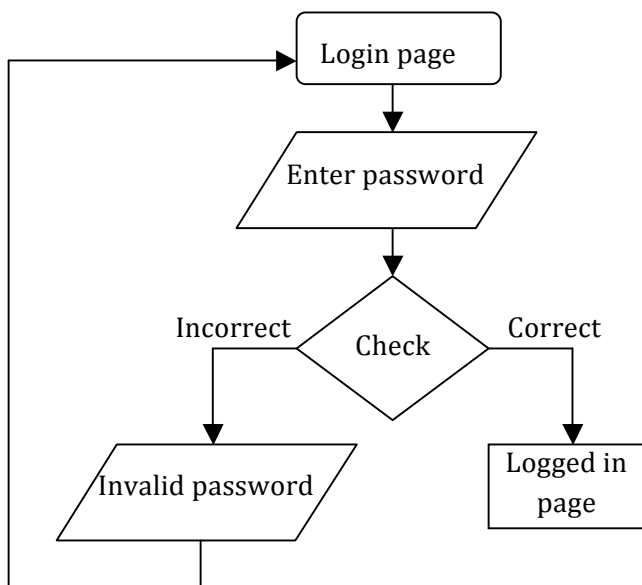 Login page
Enter password
Incorrect
Correct
Check
Invalid password
Logged in
page